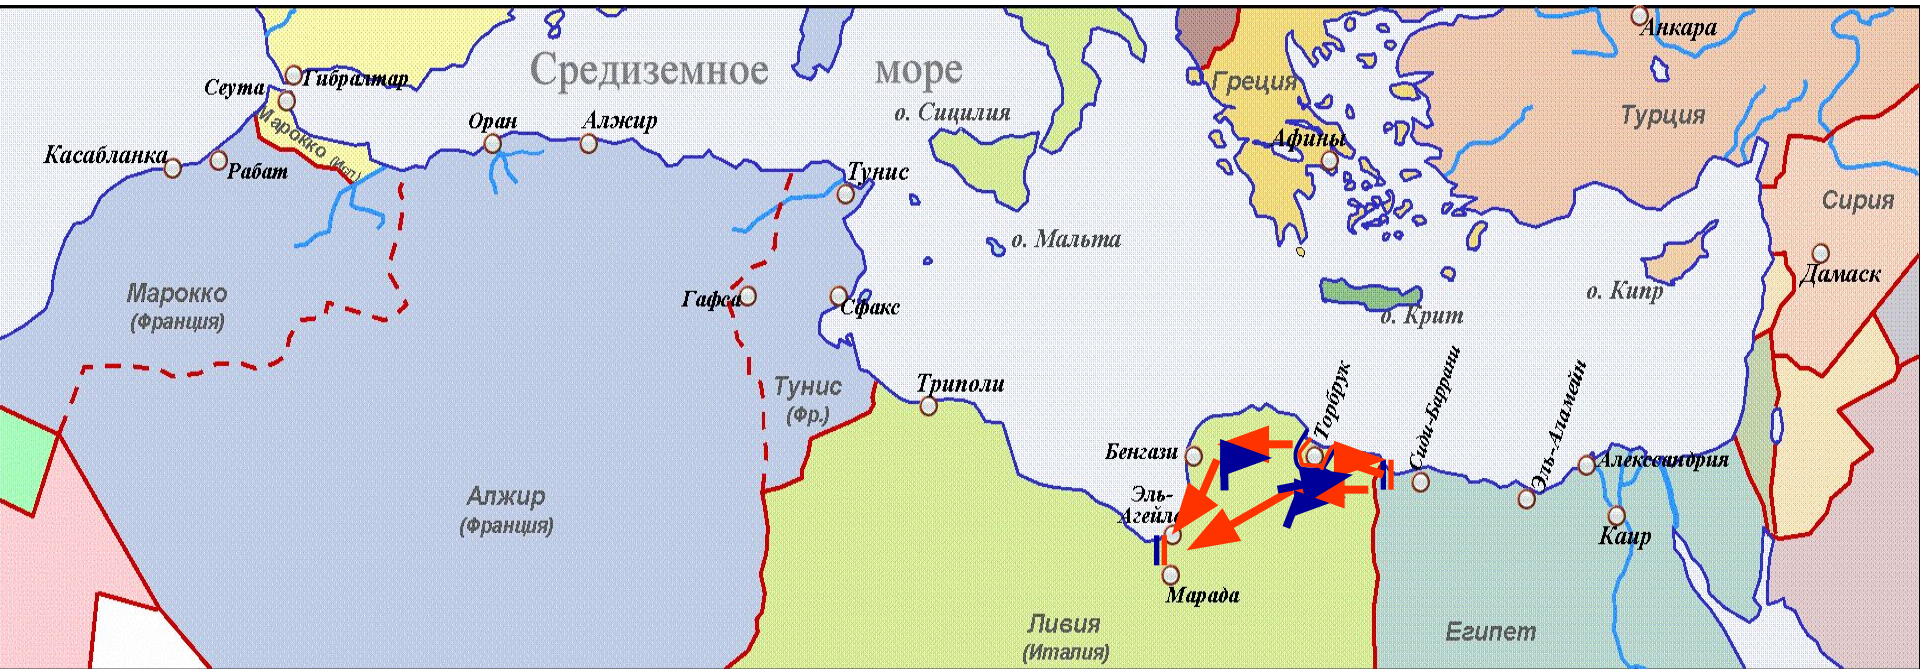 Анкара
Гибралтар
Средиземное море
Греция
Сеута
о. Сицилия
Турция
Марокко (Исп)
Оран
Алжир
Афины
Касабланка
Рабат
Тунис
Сирия
о. Мальта
Дамаск
Марокко
(Франция)
Гафса
Сфакс
о. Кипр
о. Крит
Тунис
(Фр.)
Триполи
Торбрук
Сиди-Баррани
Эль-Аламейн
Бенгази
Александрия
Алжир
(Франция)
Эль-
Агейла
Каир
Марада
Ливия
(Италия)
Египет